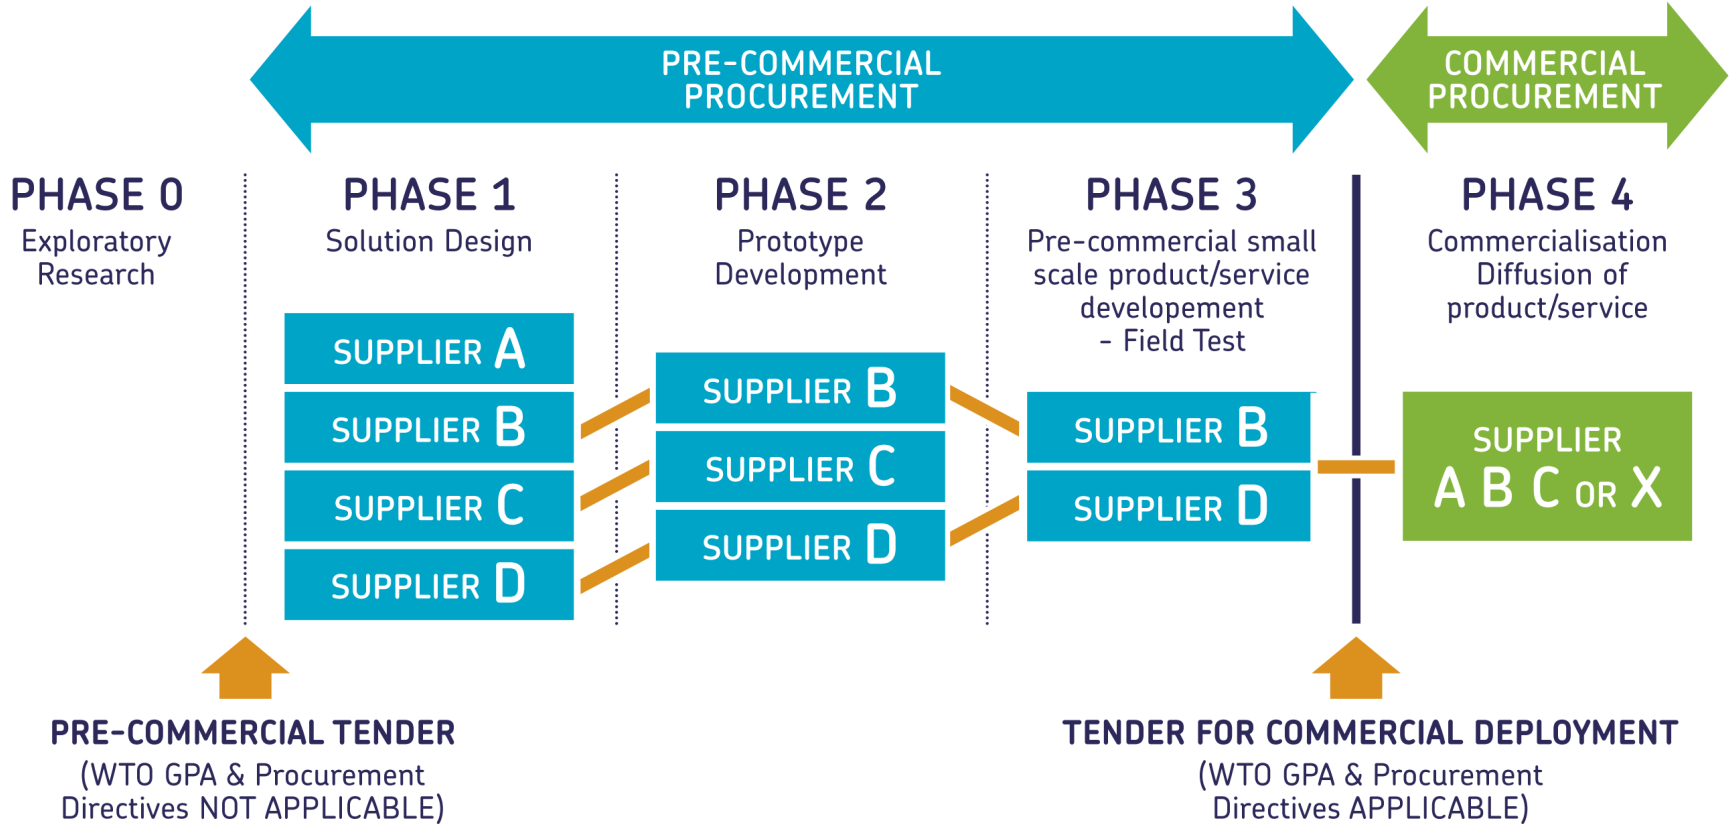 PRE-COMMERCIAL
PROCUREMENT
COMMERCIAL
PROCUREMENT
PHASE 0
Exploratory
Research
PHASE 1
Solution Design
PHASE 2
Prototype
Development
PHASE 3
Pre-commercial small
scale product/service
developement
- Field Test
PHASE 4
Commercialisation
Diffusion of
product/service
SUPPLIER A
SUPPLIER B
SUPPLIER C
SUPPLIER D
SUPPLIER B
SUPPLIER C
SUPPLIER D
SUPPLIER B
SUPPLIER D
SUPPLIER
A B C OR X
PRE-COMMERCIAL TENDER
(WTO GPA & Procurement
Directives NOT APPLICABLE)
TENDER FOR COMMERCIAL DEPLOYMENT
(WTO GPA & Procurement
Directives APPLICABLE)